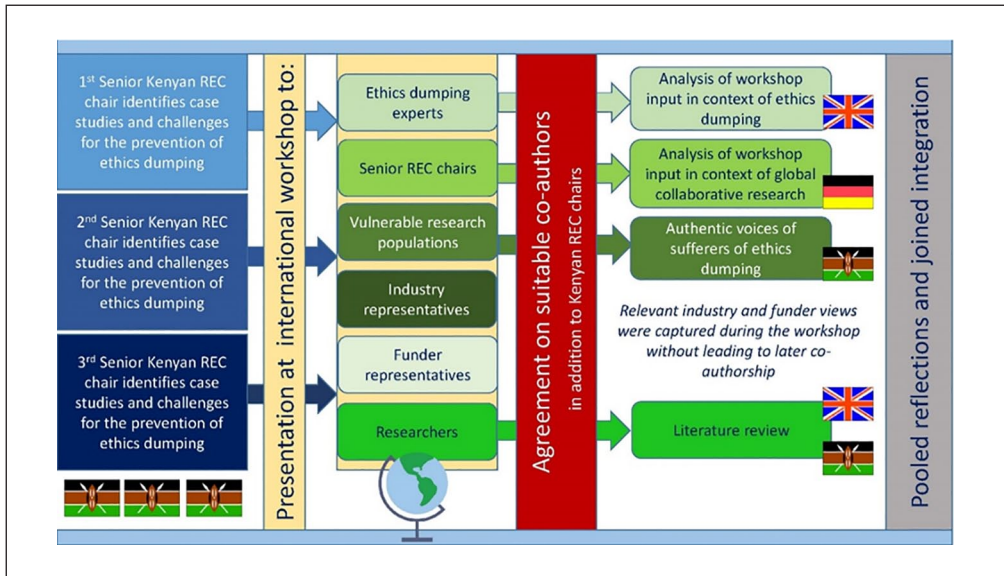 1st Senior Kenyan REC
chair identifies case
studies and challenges
for the prevention of
ethics dumping
2nd Senior Kenyan REC
chair identifies case
studies and challenges
for the prevention of
ethics dumping
3rd Senior Kenyan REC
chair identifies case
studies and challenges
for the prevention of
ethics dumping
Presentation at international workshop to:
Ethics dumping
experts
Senior REC chairs
Vulnerable research
populations
Industry
representatives
Funder
representatives
Researchers
Agreement on suitable co-authors
in addition to Kenyan REC chairs
Analysis of workshop
input in context of ethics
dumping
Analysis of workshop
input in context of global
collaborative research
Authentic voices of
sufferers of ethics
dumping
Relevant industry and funder views
were captured during the workshop
without leading to later co-
authorship
Literature review
Pooled reflections and joined integration